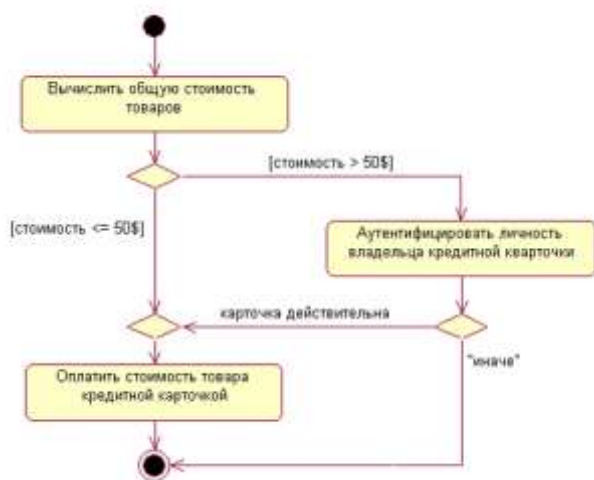 Вычислить общую стоимость
товаров
[стоимость > 50$]
[стоимость <= 50$]
Аутентифицировать личность
владельца кредитной кварточки
карточка действительна
Оплатить стоимость товара
кредитной карточкой
"иначе"